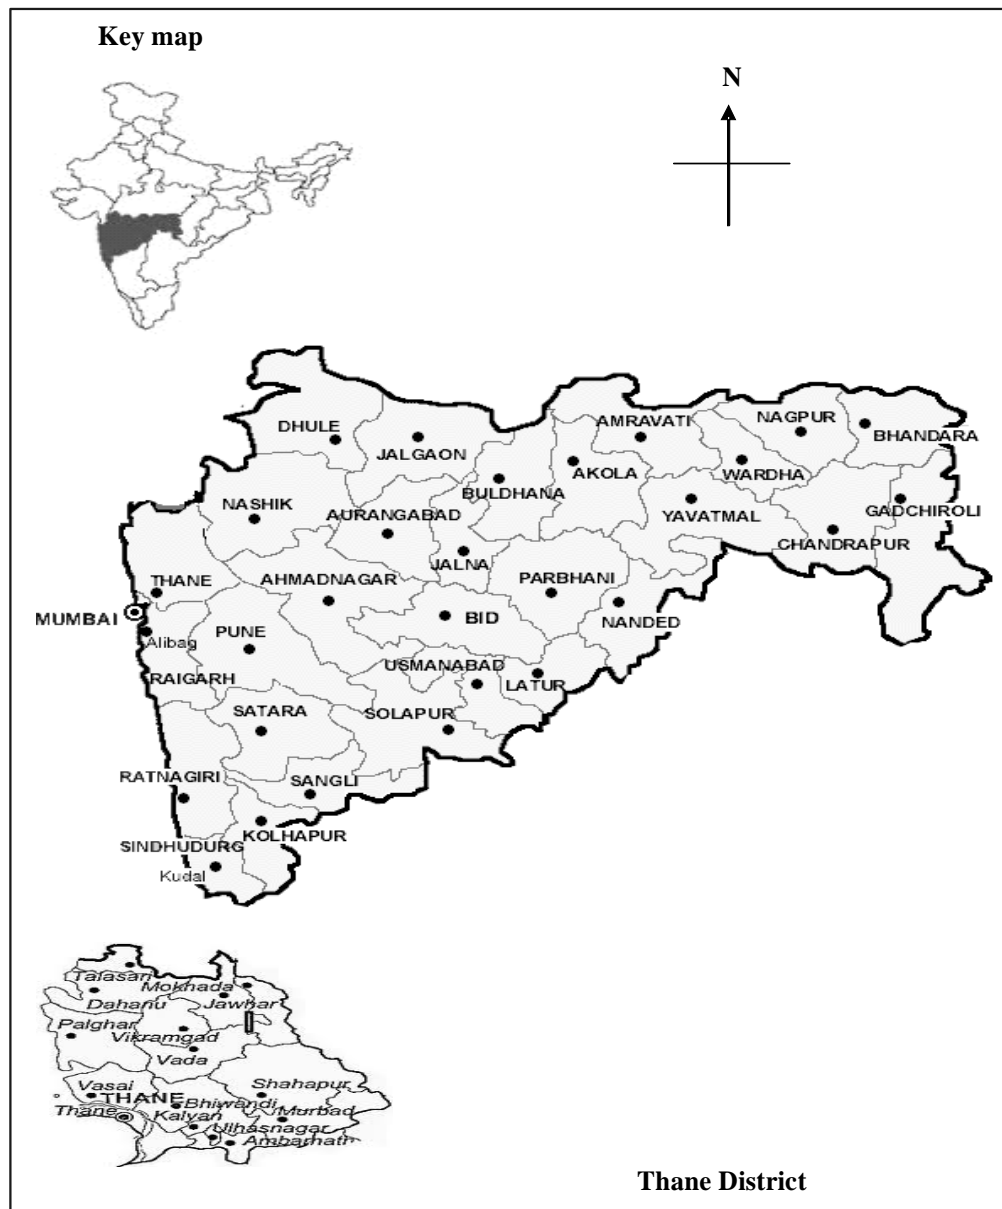 Key map
N
DHULE
JALGAON
AMRAVATI
NAGPUR
BHANDARA
BULDHANA
AKOLA
WARDHA
NASHIK
AURANGABAD
YAVATMAL
GADCHIROLI
CHANDRAPUR
JALNA
THANE
AHMADNAGAR
PARBHANI
MUMBAI
BID
NANDED
Alibag
PUNE
USMANABAD
RAIGARH
LATUR
SATARA
SOLAPUR
RATNAGIRI
SANGLI
SINDHUDURG
KOLHAPUR
Kudal
Talasari
Mokhada
Dahanu
Jawhar
Palghar
Vikramgad
Vada
Vasai
THANE
Shahapur
Bhiwandi
Thane
Kalyan
Murbad
Ulhasnagar
Ambarnath
Thane District